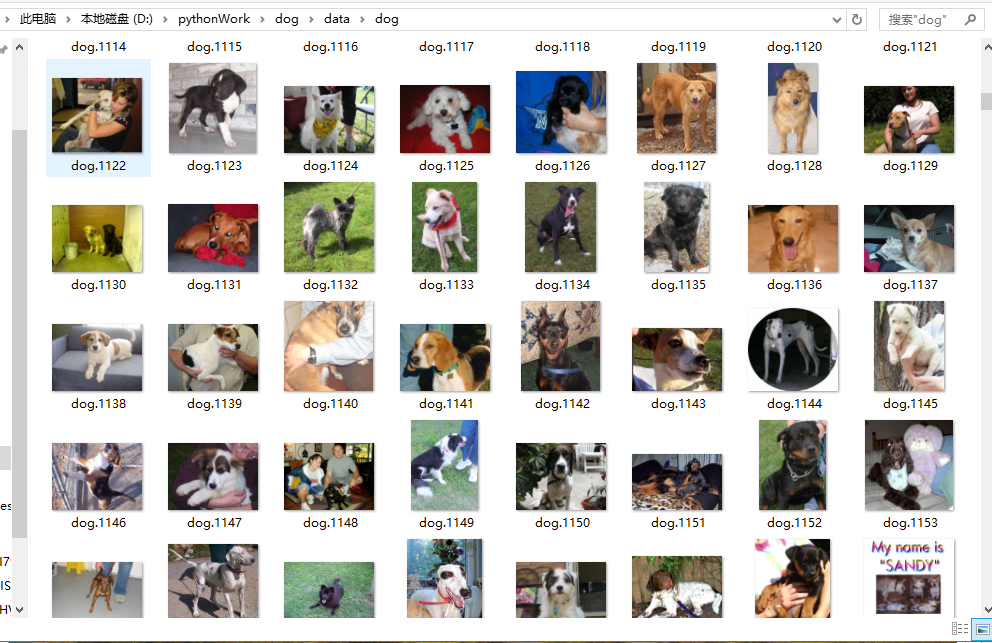 此电脑 > 本地磁盘 (D:) > pythonWork > dog > data > dog
搜索"dog"
dog.1114 dog.1115 dog.1116 dog.1117 dog.1118 dog.1119 dog.1120 dog.1121
dog.1122 dog.1123 dog.1124 dog.1125 dog.1126 dog.1127 dog.1128 dog.1129
dog.1130 dog.1131 dog.1132 dog.1133 dog.1134 dog.1135 dog.1136 dog.1137
dog.1138 dog.1139 dog.1140 dog.1141 dog.1142 dog.1143 dog.1144 dog.1145
dog.1146 dog.1147 dog.1148 dog.1149 dog.1150 dog.1151 dog.1152 dog.1153
My name is
"SANDY"